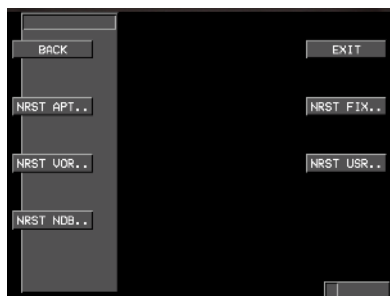 BACK
EXIT
NRST APT..
NRST FIX..
NRST VOR..
NRST USR..
NRST NDB..